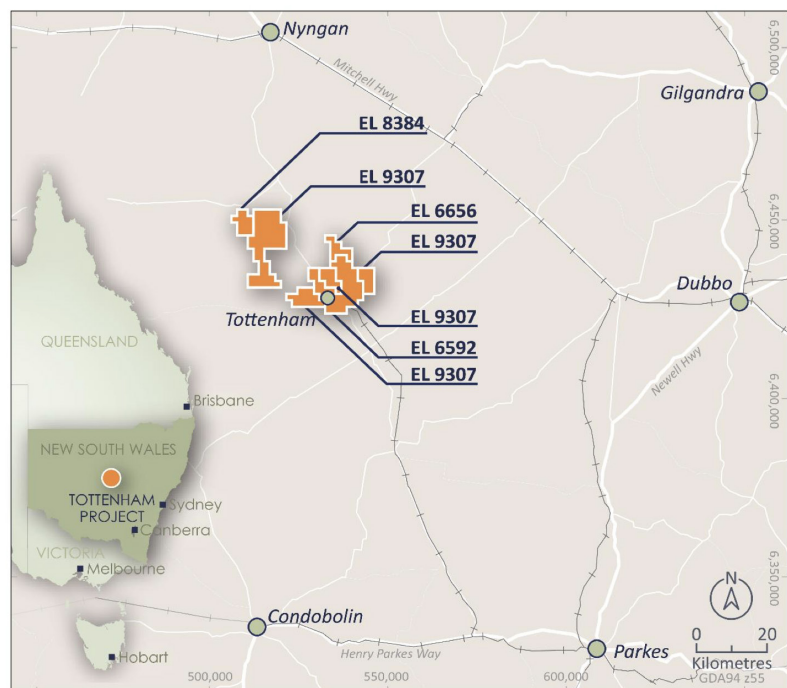 Nyngan
6,500,000
Mitchell Hwy
Gilgandra
EL 8384
EL 9307
EL 6656
6,450,000
EL 9307
Dubbo
EL 9307
Tottenham
QUEENSLAND
EL 6592
Newell Hwy
EL 9307
6,400,000
Brisbane
NEW SOUTH WALES
TOTTENHAM
PROJECT
Sydney
Canberra
VICTORIA
Melbourne
6,350,000
N
Condobolin
0 20
Hobart
Henry Parkes Way
Parkes
Kilometres
500,000
550,000
600,000
GDA94 z55